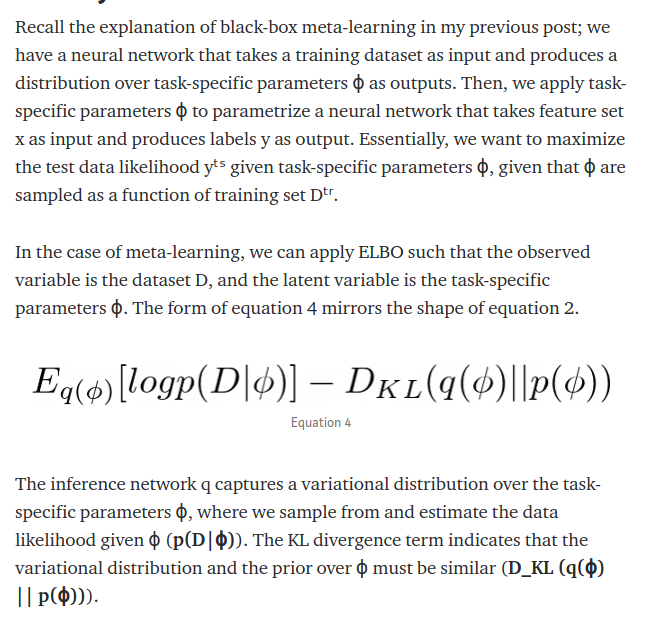 Recall the explanation of black-box meta-learning in my previous post; we
have a neural network that takes a training dataset as input and produces a
distribution over task-specific parameters ϕ as outputs. Then, we apply task-
specific parameters ϕ to parametrize a neural network that takes feature set
x as input and produces labels y as output. Essentially, we want to maximize
the test data likelihood yᵗˢ given task-specific parameters ϕ, given that ϕ are
sampled as a function of training set Dᵗʳ.
In the case of meta-learning, we can apply ELBO such that the observed
variable is the dataset D, and the latent variable is the task-specific
parameters ϕ. The form of equation 4 mirrors the shape of equation 2.
E_{q(ϕ)}[logp(D|ϕ)] − D_{KL}(q(ϕ)||p(ϕ))
Equation 4
The inference network q captures a variational distribution over the task-
specific parameters ϕ, where we sample from and estimate the data
likelihood given ϕ (p(D|ϕ)). The KL divergence term indicates that the
variational distribution and the prior over ϕ must be similar (D_KL (q(ϕ)
|| p(ϕ))).